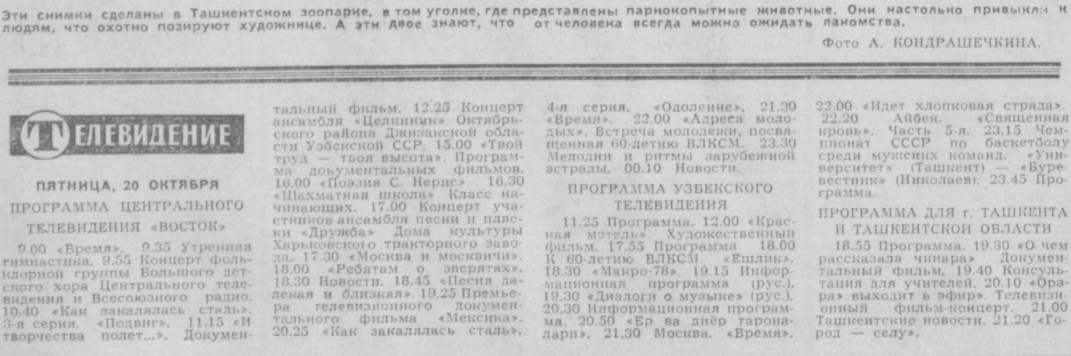 Эти снимки сделаны в Ташкентском зоопарке, в том уголке, где представлены парнокопытные животные. Они настолько привыкли к
людям, что охотно позируют художнице. А эти двое знают, что от человека всегда можно ожидать лакомства.
Фото А. КОНДРАШЕЧКИНА.
ТЕЛЕВИДЕНИЕ
ПЯТНИЦА, 20 ОКТЯБРЯ
ПРОГРАММА ЦЕНТРАЛЬНОГО
ТЕЛЕВИДЕНИЯ «ВОСТОК»
9.00 «Время». 9.35 Утренняя
гимнастика. 9.55 Концерт фоль-
клорной группы Большого дет-
ского хора Центрального теле-
видения и Всесоюзного радио.
10.40 «Как закалялась сталь».
3-я серия. «Подвиг». 11.15 «И
творчества полет...». Докумен-
тальный фильм. 12.25 Концерт
ансамбля «Целинник» Октябрь-
ского района Джизакской обла-
сти Узбекской ССР. 15.00 «Твой
труд — твоя высота». Програм-
ма документальных фильмов.
16.00 «Поэзия С. Нерис» 16.30
«Шахматная школа» Класс на-
чинающих. 17.00 Концерт уча-
стников ансамбля песни и пляс-
ки «Дружба» Дома культуры
Харьковского тракторного заво-
да. 17.30 «Москва и москвичи».
18.00 «Ребятам о зверятах».
18.30 Новости. 18.45 «Песня да-
лекая и близкая». 19.25 Премье-
ра телевизионного докумен-
тального фильма «Мексика».
20.25 «Как закалялась сталь».
4-я серия. «Одоление». 21.30
«Время». 22.00 «Адреса моло-
дых». Встреча молодежи, посвя-
щенная 60-летию ВЛКСМ. 23.30
Мелодии и ритмы зарубежной
эстрады. 00.10 Новости.
ПРОГРАММА УЗБЕКСКОГО
ТЕЛЕВИДЕНИЯ
11.25 Программа. 12.00 «Крас-
ная метель». Художественный
фильм. 17.55 Программа 18.00
К 60-летию ВЛКСМ. «Ешлик».
18.30 «Макро-78». 19.15 Инфор-
мационная программа (рус.).
19.30 «Диалоги о музыке» (рус.).
20.30 Информационная програм-
ма. 20.50 «Ер ва диёр тарона-
лари». 21.30 Москва. «Время».
22.00 «Идет хлопковая страда».
22.20 Айбек. «Священная
кровь». Часть 5-я. 23.15 Чем-
пионат СССР по баскетболу
среди мужских команд. «Уни-
верситет» (Ташкент) — «Буре-
вестник» (Николаев). 23.45 Про-
грамма.
ПРОГРАММА ДЛЯ г. ТАШКЕНТА
И ТАШКЕНТСКОЙ ОБЛАСТИ
18.55 Программа. 19.30 «О чем
рассказала чинара» Докумен-
тальный фильм. 19.40 Консуль-
тация для учителей. 20.10 «Орэ-
ра» выходит в эфир». Телевизи-
онный фильм-концерт. 21.00
Ташкентские новости. 21.20 «Го-
род — селу».